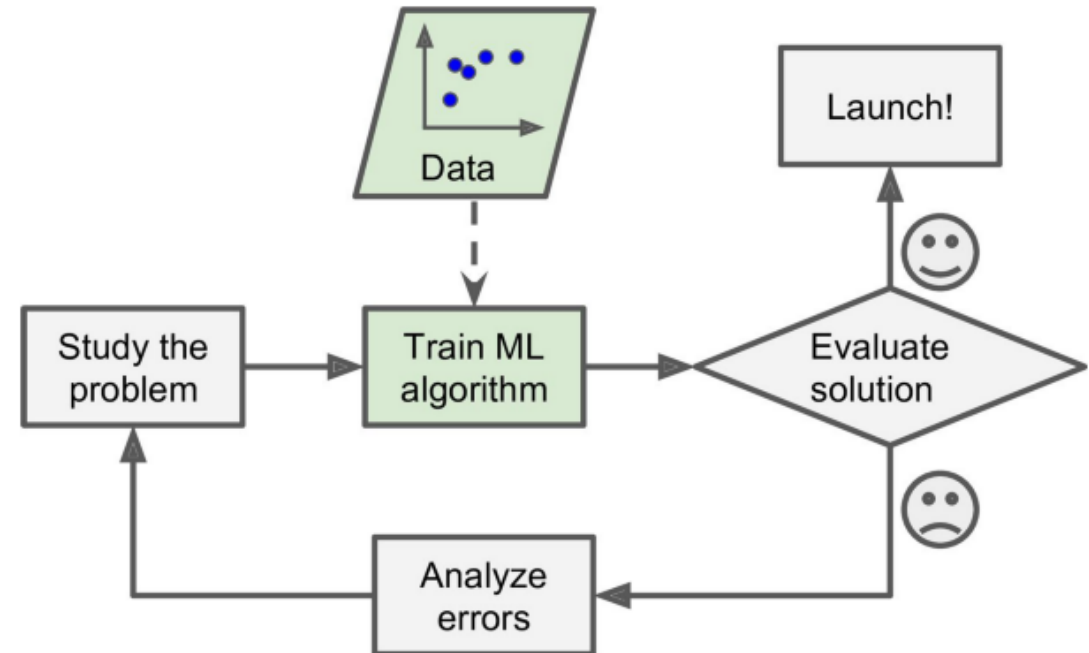 Data
Launch!
Study the
problem
Train ML
algorithm
Evaluate
solution
Analyze
errors